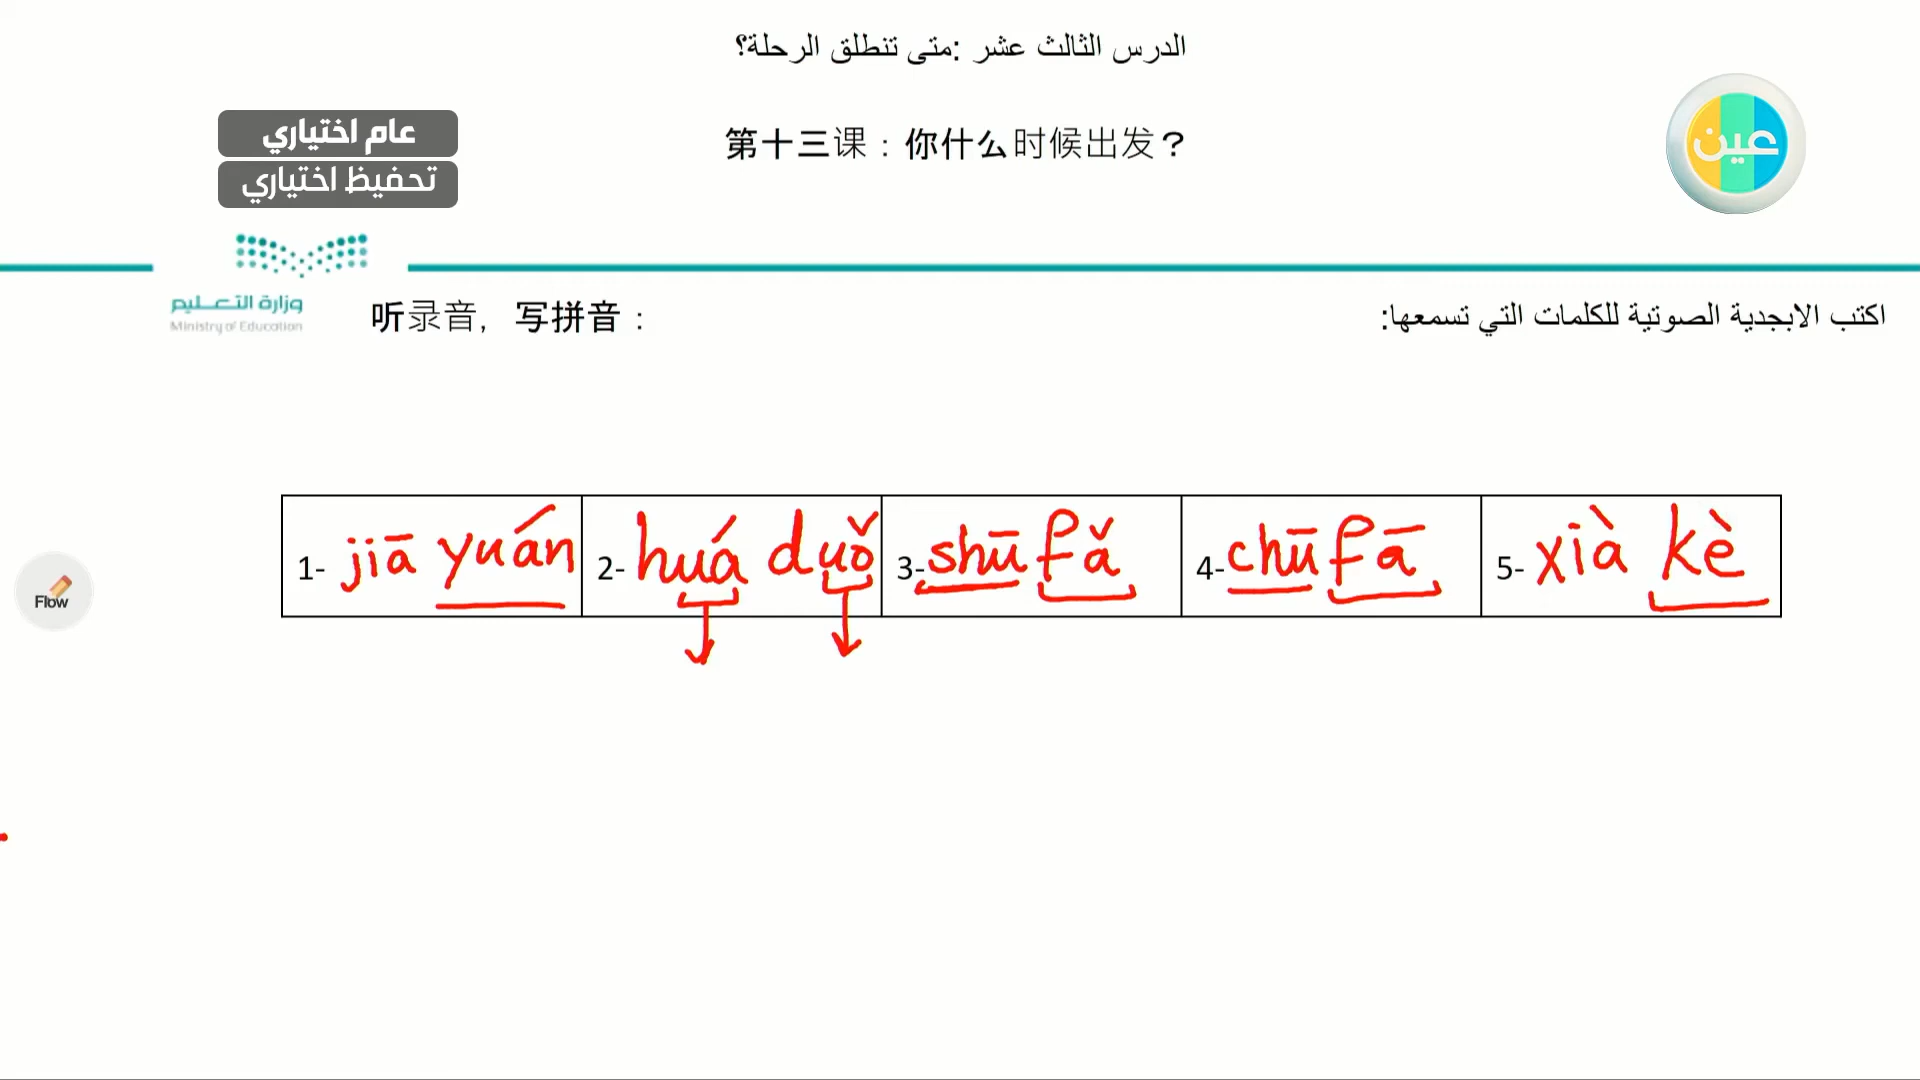 الدرس الثالث عشر :متى تنطلق الرحلة؟
عام اختياري
تحفيظ اختياري
第十三课：你什么时候出发？
عين
وزارة التعليم
Ministry of Education
听录音，写拼音：
اكتب الابجدية الصوتية للكلمات التي تسمعها:
1- jiā yuán 2- huá duǒ 3- shū fǎ 4- chū fā 5- xià kè
Flow